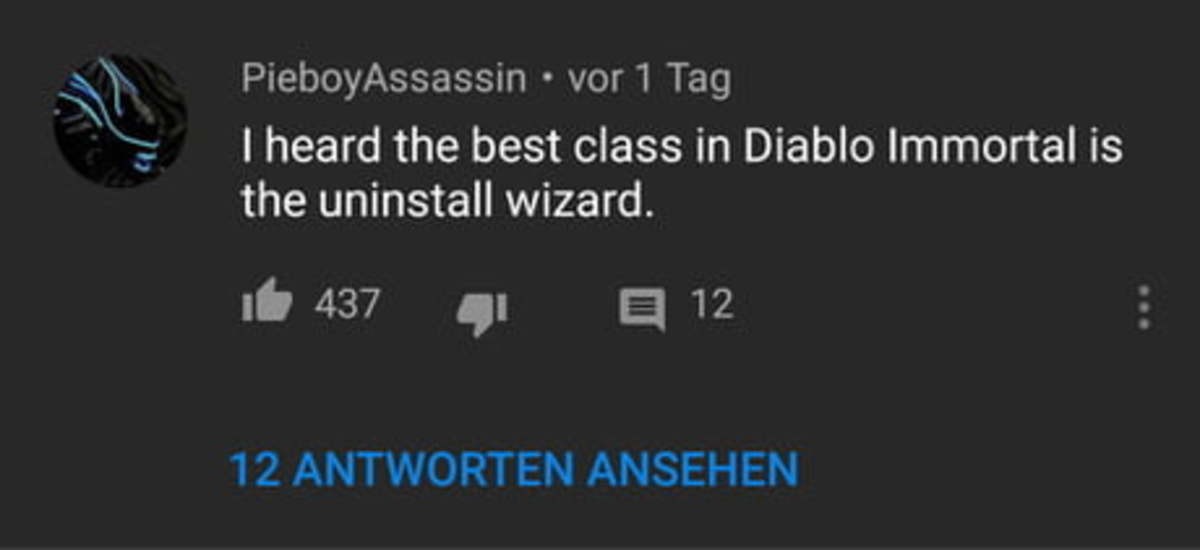 PieboyAssassin • vor 1 Tag
I heard the best class in Diablo Immortal is
the uninstall wizard.
437 12
12 ANTWORTEN ANSEHEN